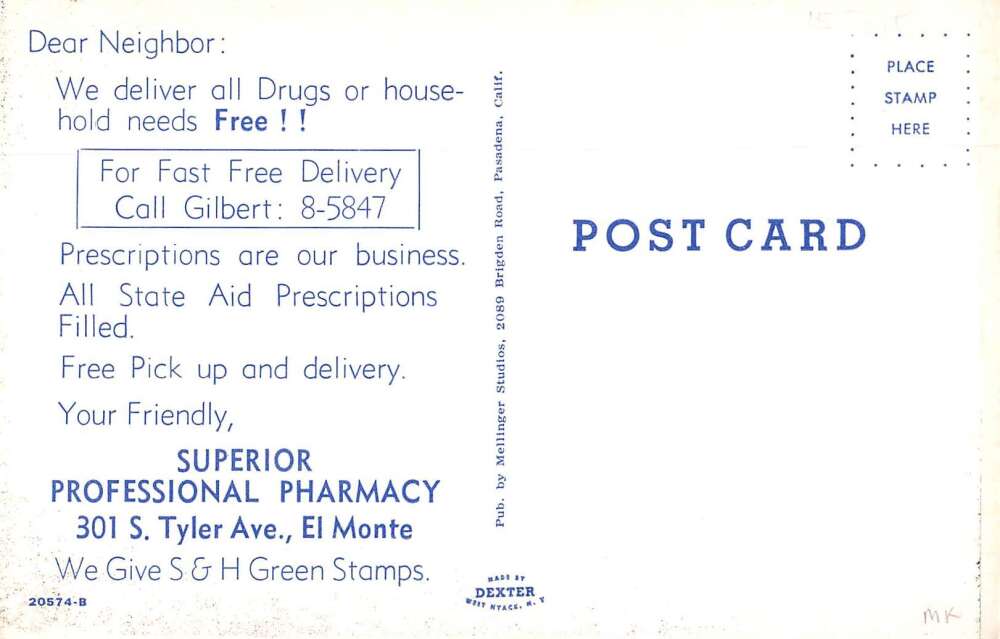 Dear Neighbor:
We deliver all Drugs or house-
hold needs Free ! !
For Fast Free Delivery
Call Gilbert: 8-5847
Prescriptions are our business.
All State Aid Prescriptions
Filled.
Free Pick up and delivery.
Your Friendly,
SUPERIOR
PROFESSIONAL PHARMACY
301 S. Tyler Ave., El Monte
We Give S & H Green Stamps.
20574-B
Pub. by Mellinger Studios, 2089 Brigden Road, Pasadena, Calif.
MADE BY
DEXTER
WEST NYACK, N. Y.
PLACE
STAMP
HERE
POST CARD
MK